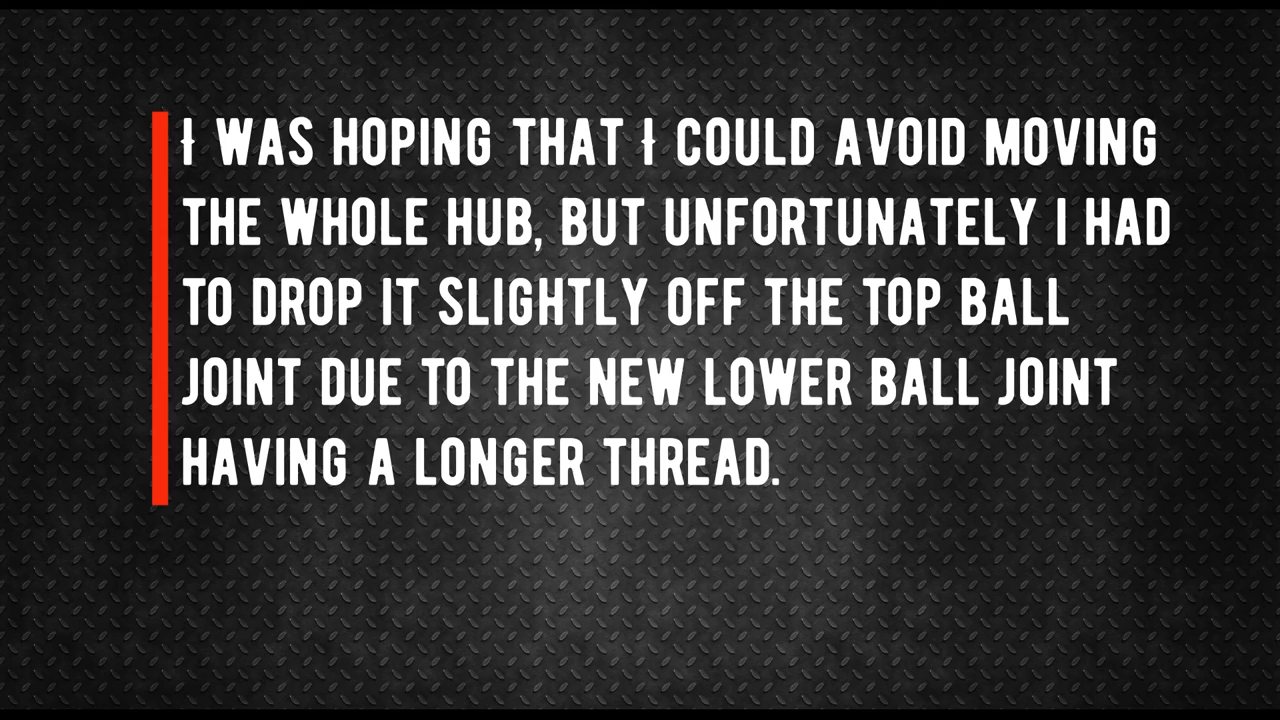 I WAS HOPING THAT I COULD AVOID MOVING
THE WHOLE HUB, BUT UNFORTUNATELY I HAD
TO DROP IT SLIGHTLY OFF THE TOP BALL
JOINT DUE TO THE NEW LOWER BALL JOINT
HAVING A LONGER THREAD.